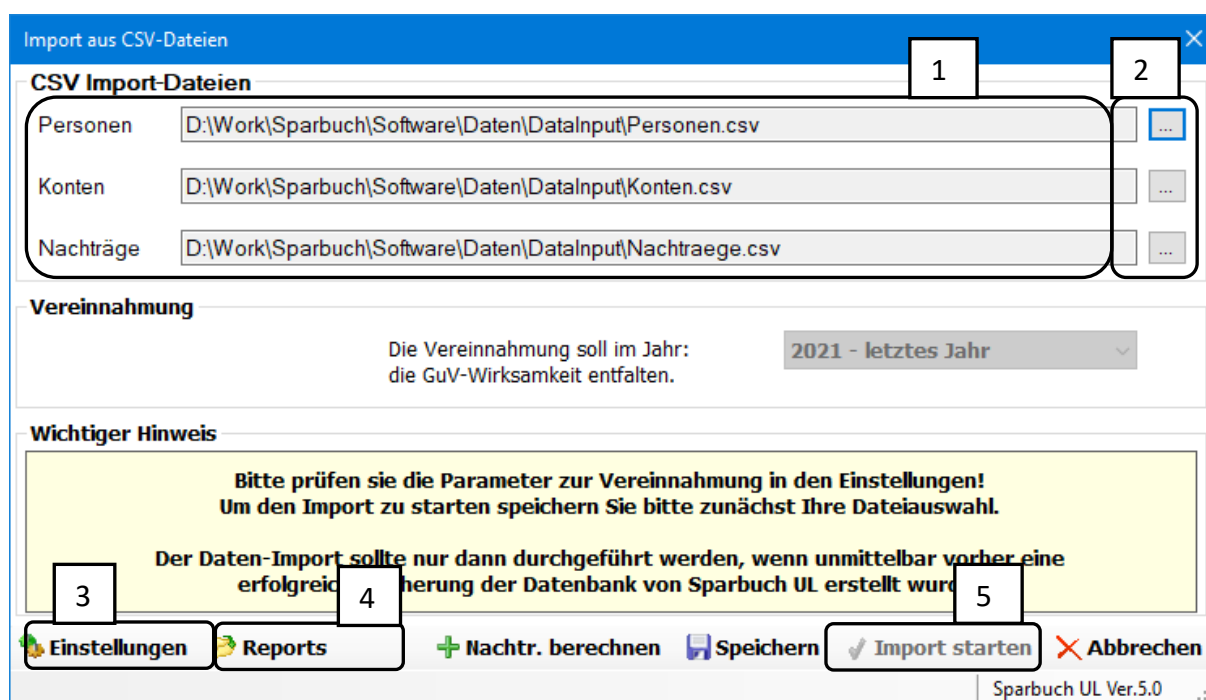 Import aus CSV-Dateien
1
2
CSV Import-Dateien
Personen D:\Work\Sparbuch\Software\Daten\DataInput\Personen.csv ...
Konten D:\Work\Sparbuch\Software\Daten\DataInput\Konten.csv ...
Nachträge D:\Work\Sparbuch\Software\Daten\DataInput\Nachtraege.csv ...
Vereinnahmung
Die Vereinnahmung soll im Jahr: 2021 - letztes Jahr
die GuV-Wirksamkeit entfalten.
Wichtiger Hinweis
Bitte prüfen sie die Parameter zur Vereinnahmung in den Einstellungen!
Um den Import zu starten speichern Sie bitte zunächst Ihre Dateiauswahl.
Der Daten-Import sollte nur dann durchgeführt werden, wenn unmittelbar vorher eine
der Datenbank von Sparbuch UL erstellt
3
4
5
Einstellungen Reports Nachtr. berechnen Speichern Import starten Abbrechen
Sparbuch UL Ver.5.0